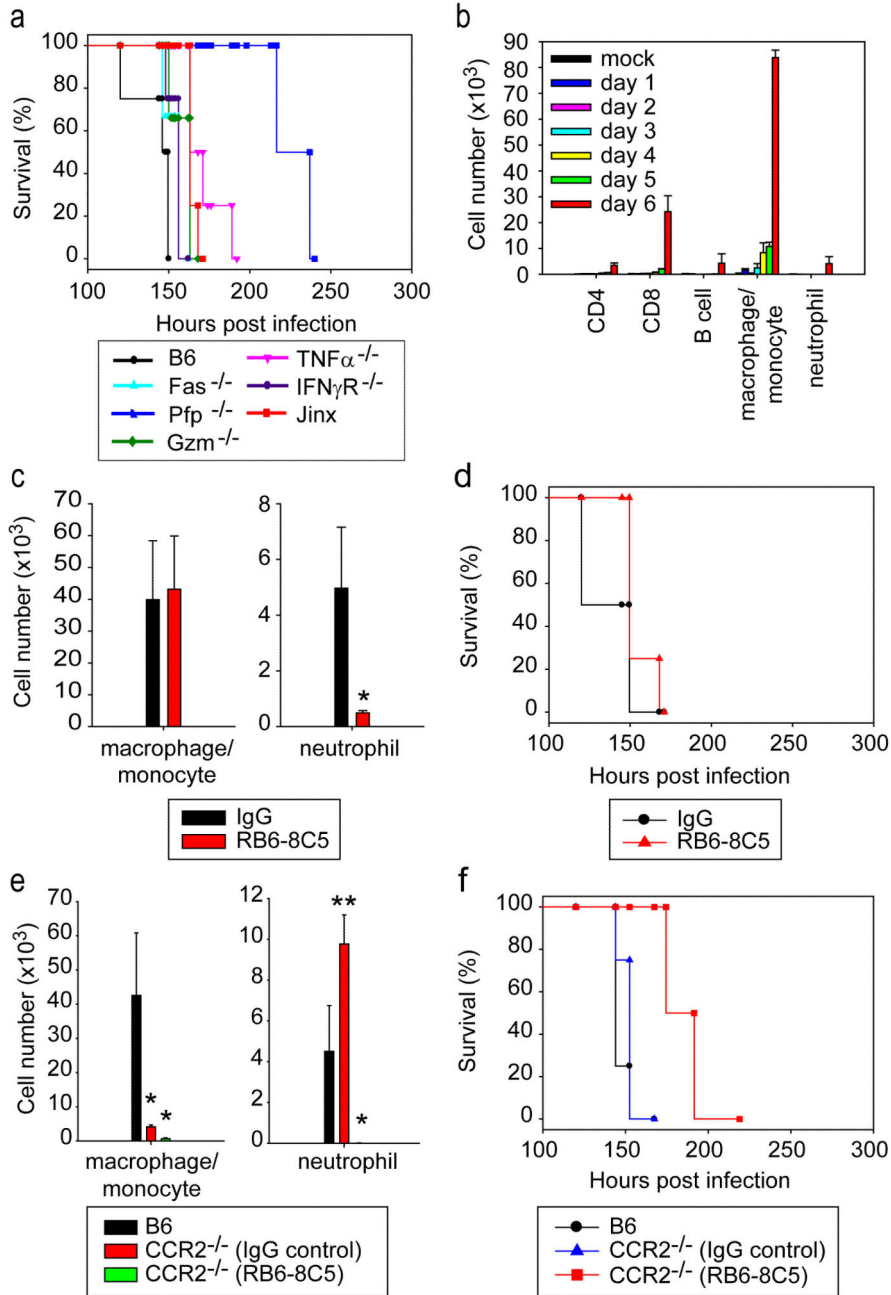 a
Survival (%)
100
80
60
40
20
0
100 150 200 250 300
Hours post infection
B6
Fas -/-
Pfp -/-
Gzm -/-
TNFα -/-
IFNγR -/-
Jinx
b
Cell number (x10³)
90
80
70
60
50
40
30
20
10
0
mock
day 1
day 2
day 3
day 4
day 5
day 6
CD4
CD8
B cell
macrophage/
monocyte
neutrophil
c
Cell number (x10³)
70
60
50
40
30
20
10
0
macrophage/
monocyte
8
6
4
2
0
*
neutrophil
IgG
RB6-8C5
d
Survival (%)
100
80
60
40
20
0
100 150 200 250 300
Hours post infection
IgG
RB6-8C5
e
Cell number (x10³)
70
60
50
40
30
20
10
0
* *
macrophage/
monocyte
12
10
8
6
4
2
0
**
*
neutrophil
B6
CCR2-/- (IgG control)
CCR2-/- (RB6-8C5)
f
Survival (%)
100
80
60
40
20
0
100 150 200 250 300
Hours post infection
B6
CCR2-/- (IgG control)
CCR2-/- (RB6-8C5)